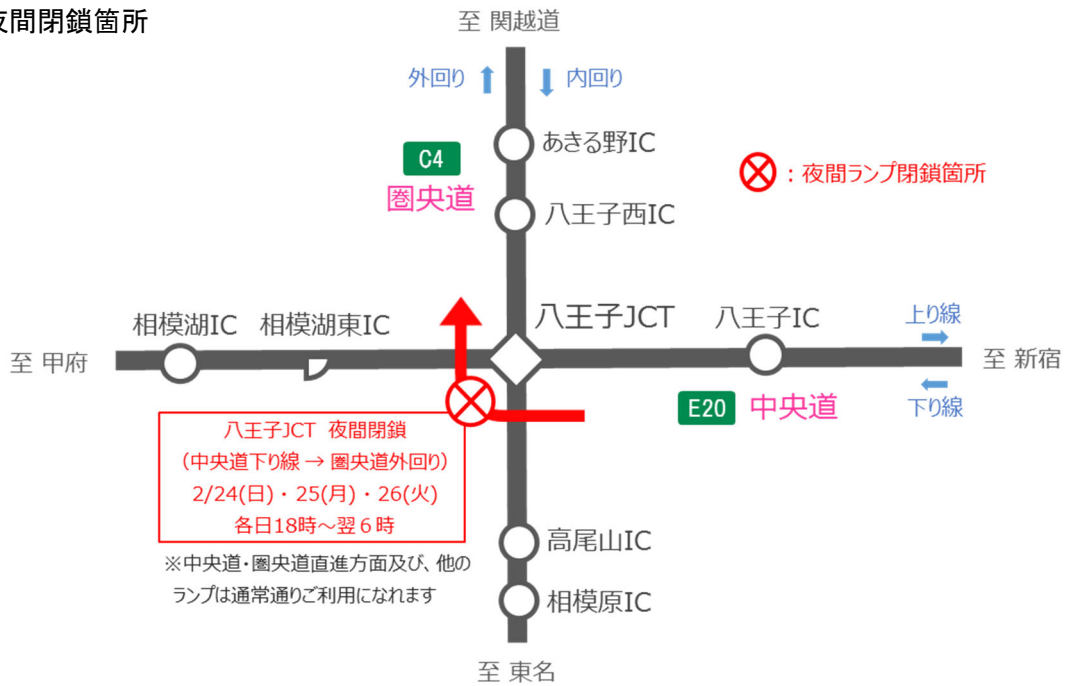 夜間閉鎖箇所
至 関越道
外回り
内回り
あきる野IC
C4
圏央道
:夜間ランプ閉鎖箇所
八王子西IC
八王子JCT
八王子IC
上り線
相模湖IC
相模湖東IC
至 甲府
至 新宿
下り線
E20 中央道
八王子JCT 夜間閉鎖
(中央道下り線 → 圏央道外回り)
2/24(日)・25(月)・26(火)
各日18時～翌6時
※中央道・圏央道直進方面及び、他の
ランプは通常通りご利用になれます
高尾山IC
相模原IC
至 東名